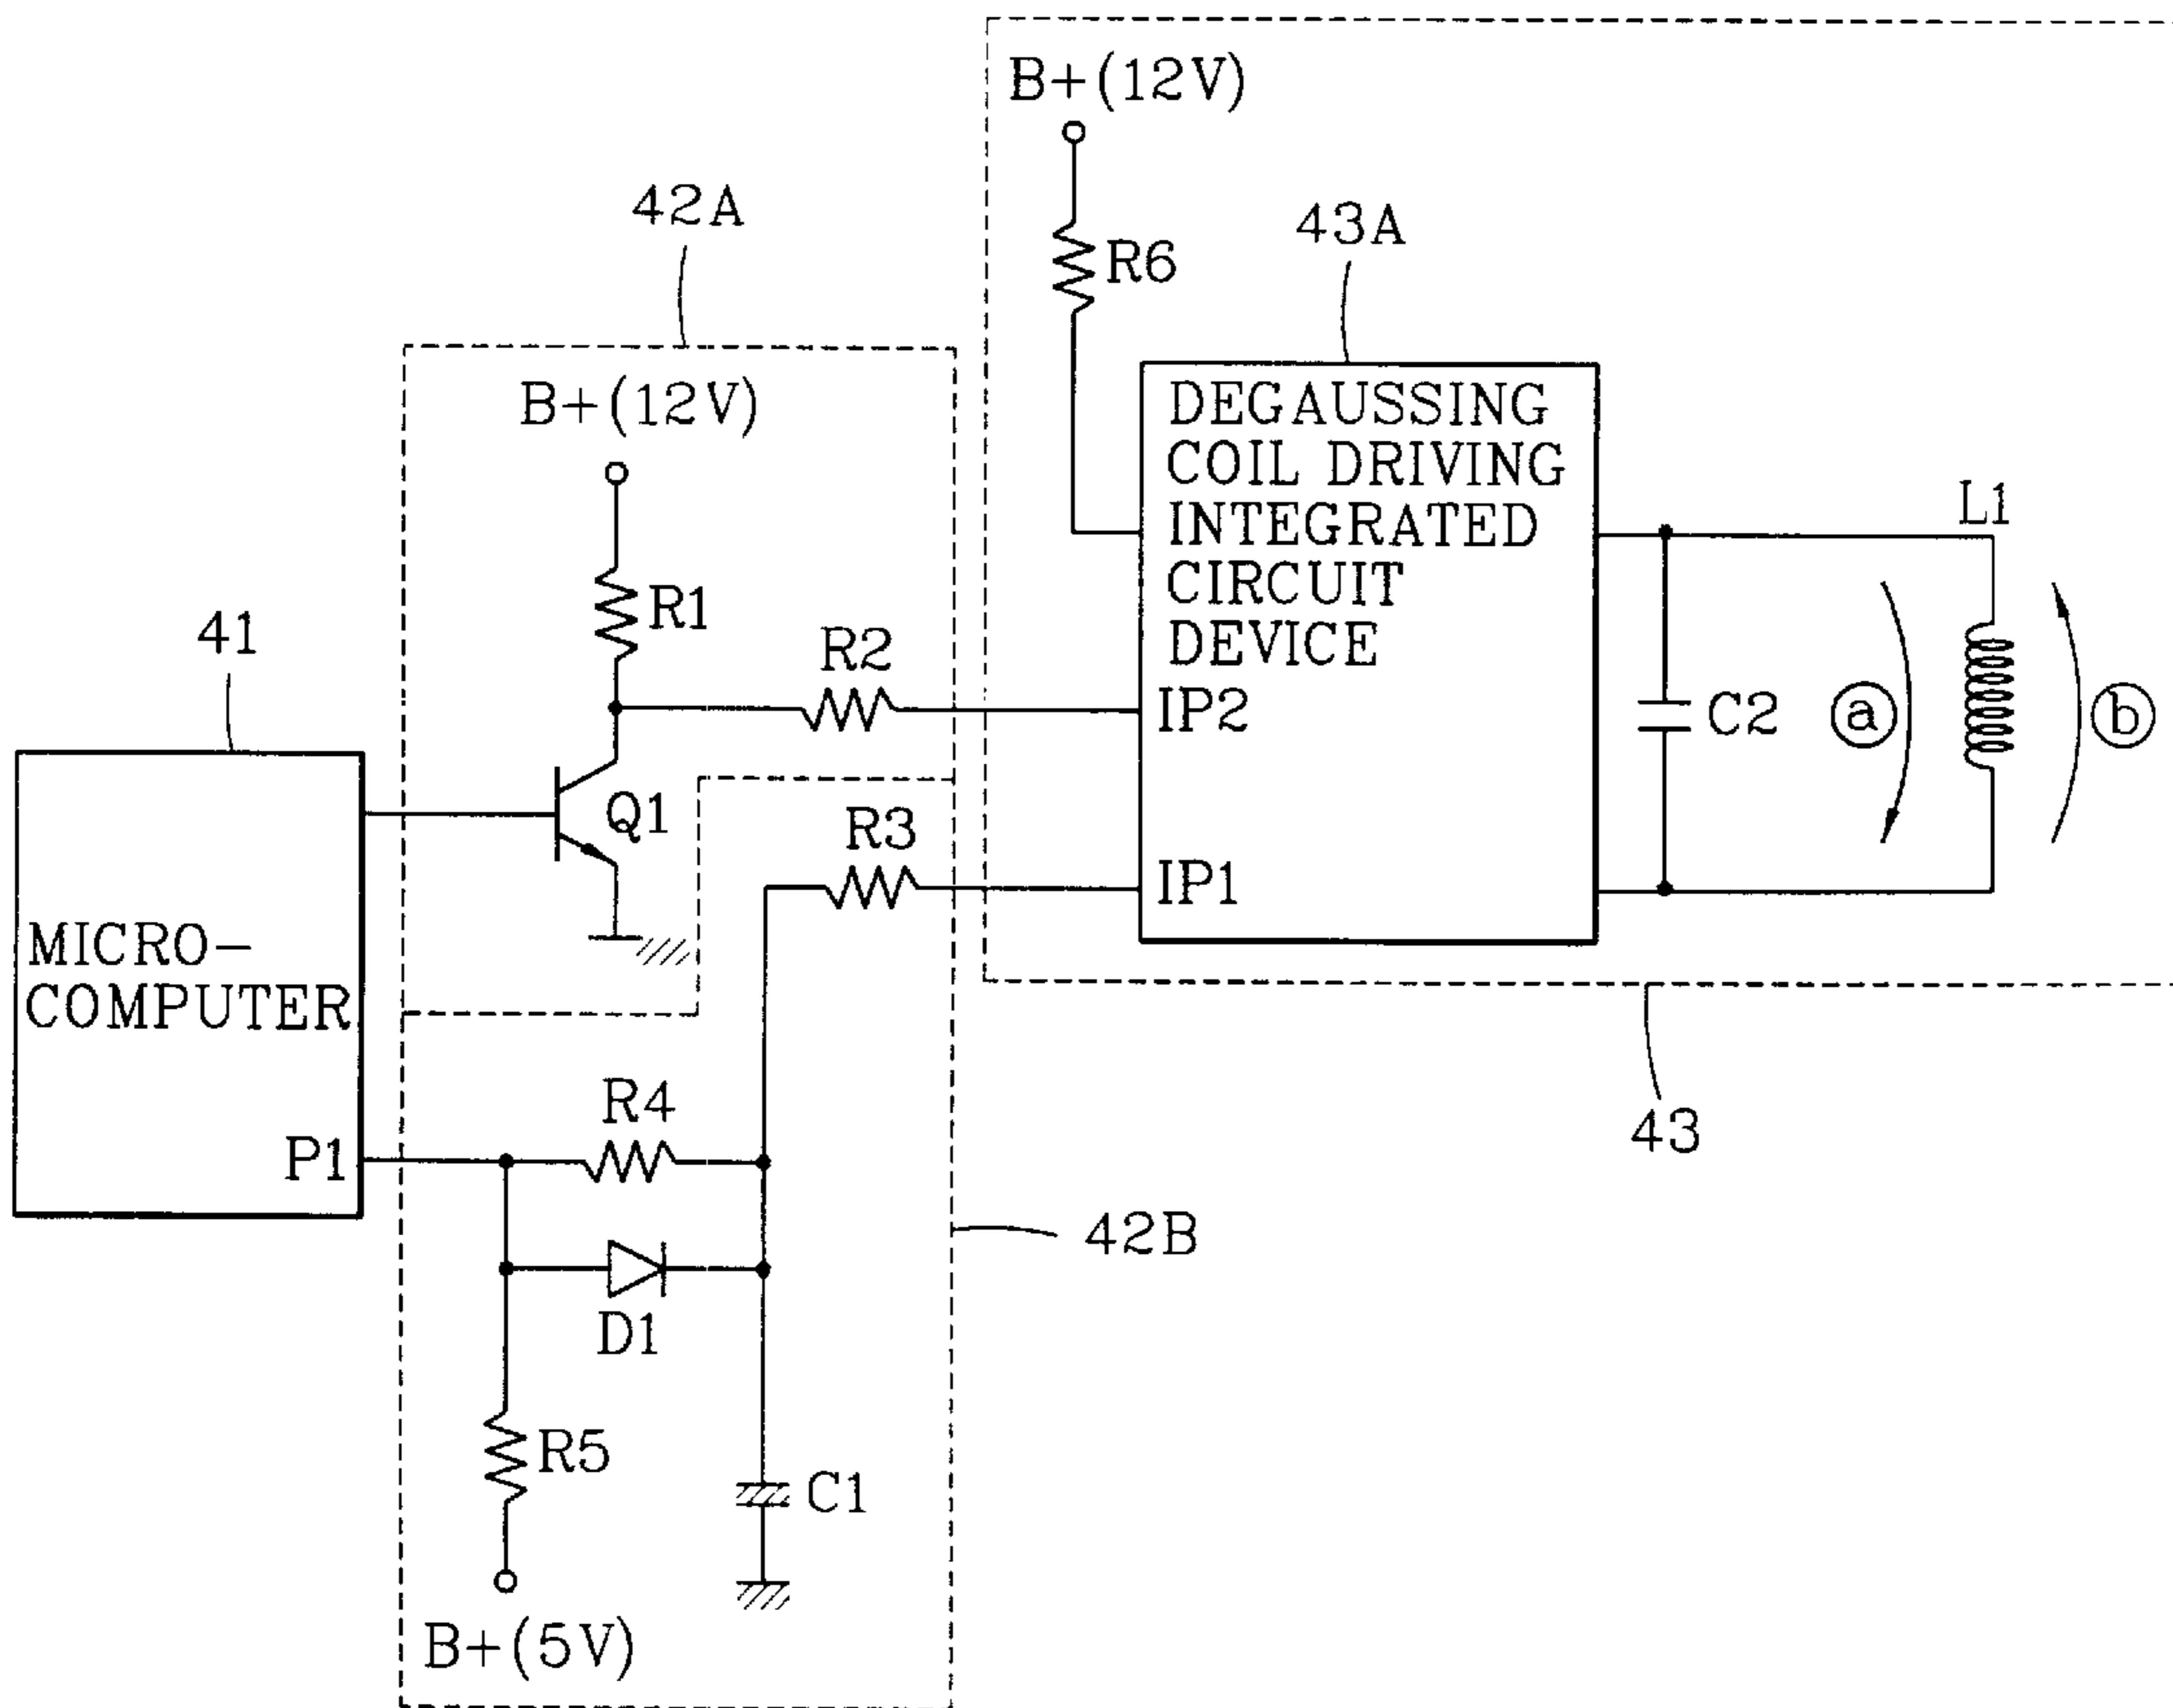 B+(12V)
42A
43A
R6
B+(12V)
DEGAUSSING
COIL DRIVING
INTEGRATED
CIRCUIT
DEVICE
L1
R1
41
R2
IP2
C2
a
b
Q1
R3
IP1
MICRO-
COMPUTER
R4
43
P1
42B
D1
R5
C1
B+(5V)